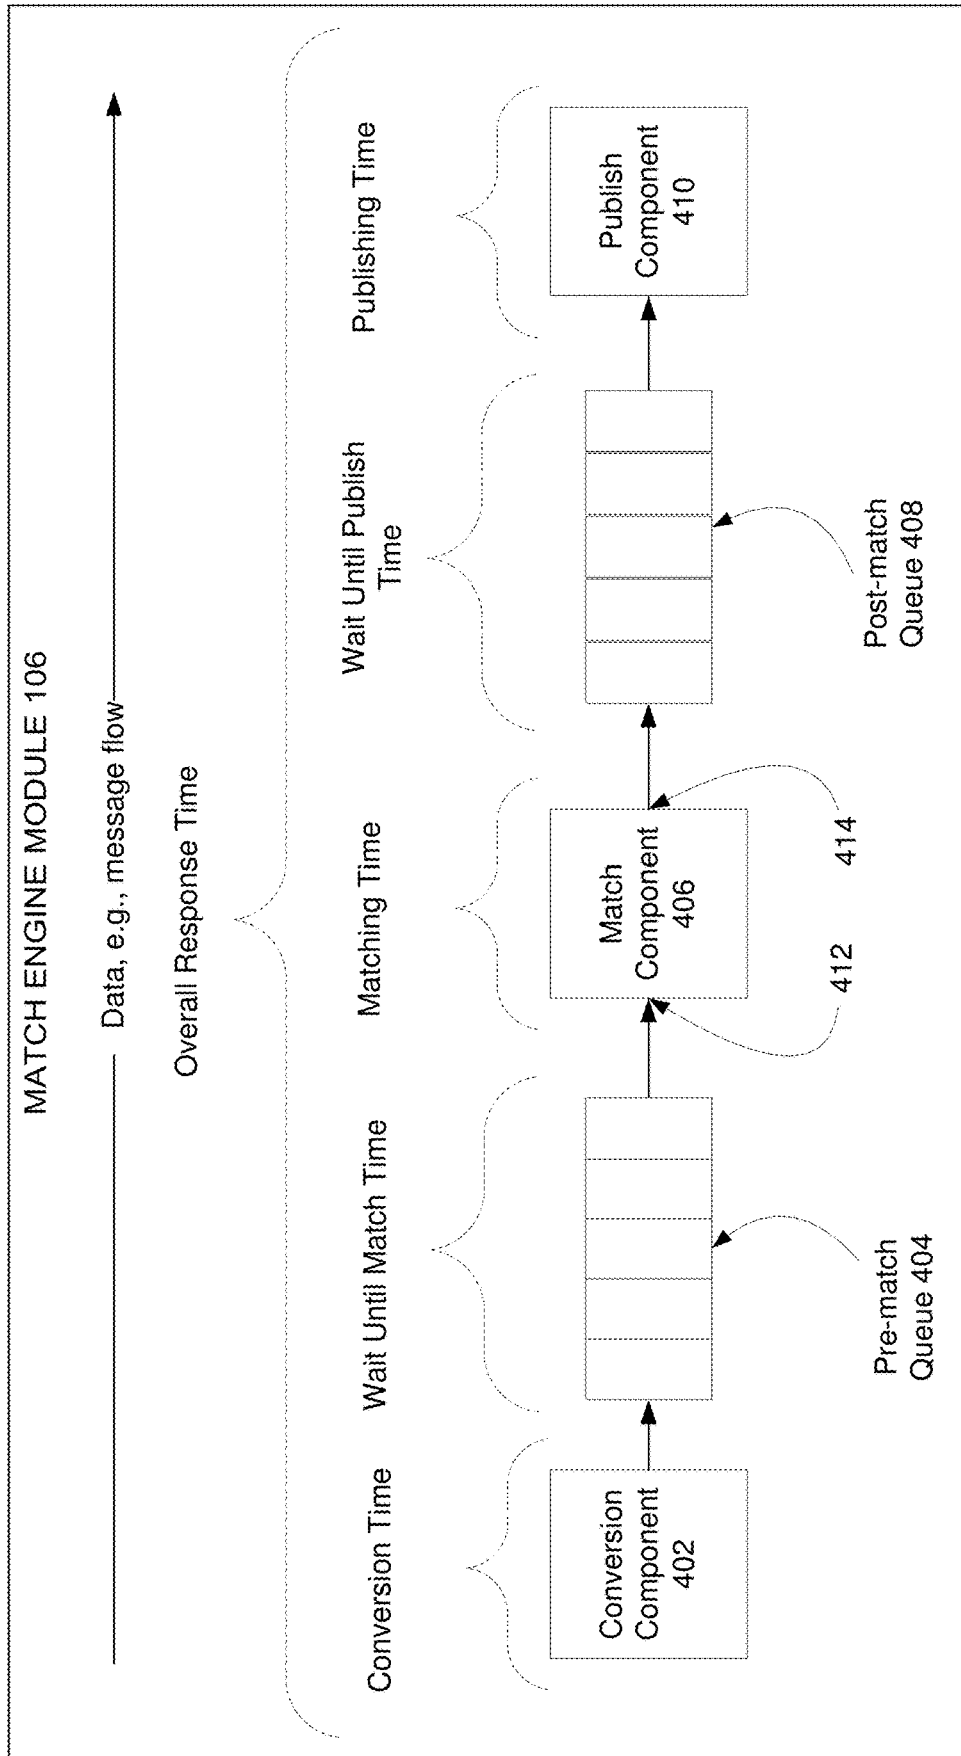 MATCH ENGINE MODULE 106
Data, e.g., message flow
Overall Response Time
Conversion Time
Wait Until Match Time
Matching Time
Wait Until Publish
Time
Publishing Time
Conversion
Component
402
Match
Component
406
Publish
Component
410
Pre-match
Queue 404
412
414
Post-match
Queue 408